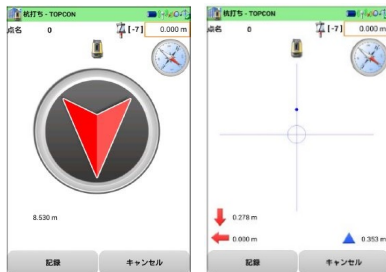 杭打ち - TOPCON
点名 0 [-7] 0.000 m
8.530 m
記録 キャンセル
杭打ち - TOPCON
点名 0 [-7] 0.000 m
0.278 m
0.000 m 0.353 m
記録 キャンセル